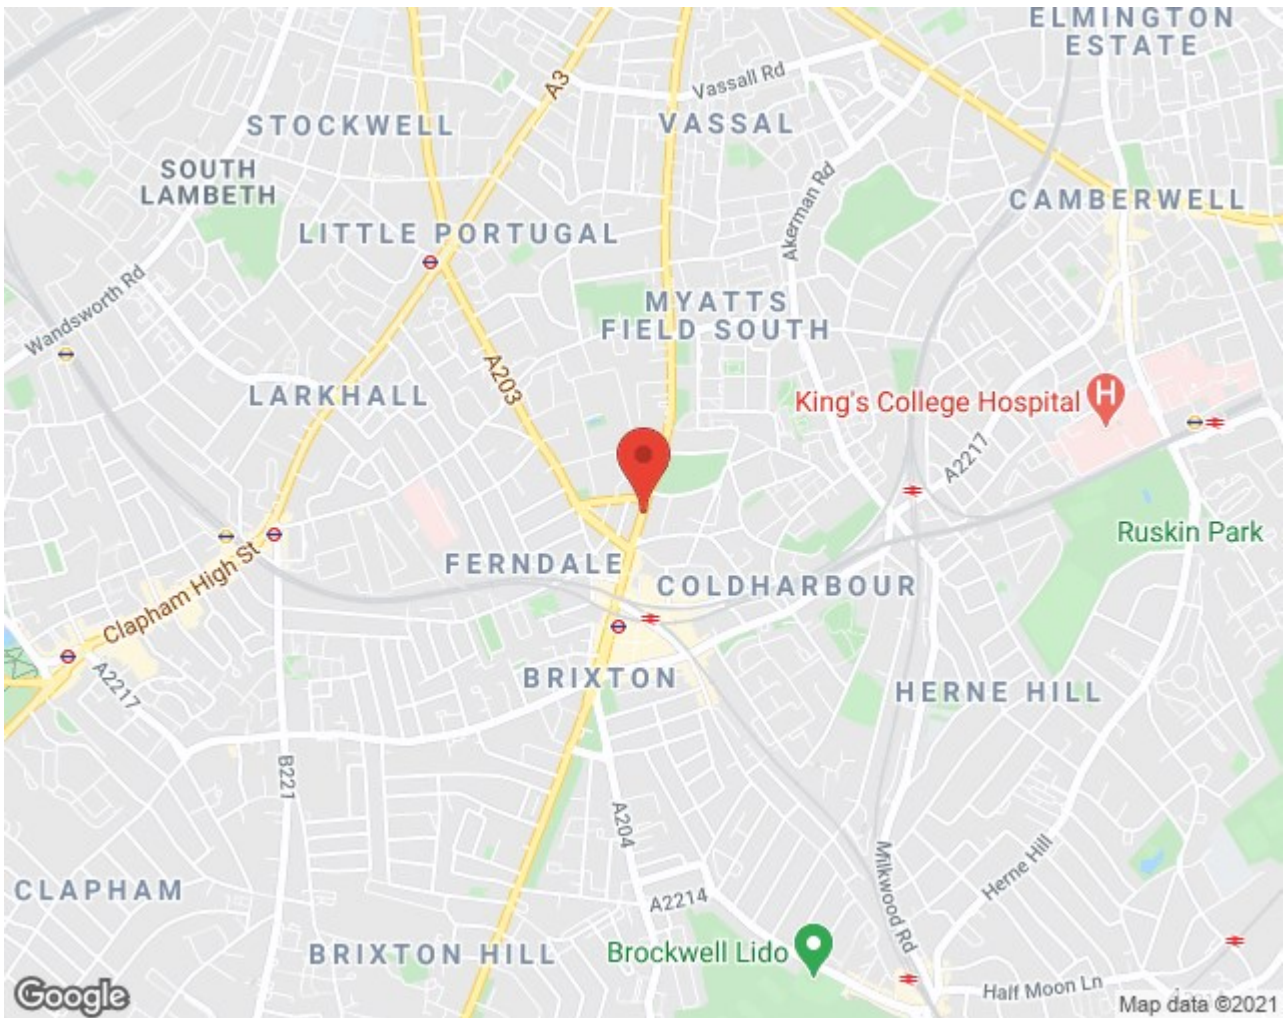 ELMINGTON
ESTATE
A3
Vassall Rd
STOCKWELL
VASSAL
SOUTH
LAMBETH
Akerman Rd
CAMBERWELL
LITTLE PORTUGAL
Wandsworth Rd
MYATTS
FIELD SOUTH
A203
LARKHALL
King's College Hospital
H
A2217
Ruskin Park
FERNDALE
COLDHARBOUR
Clapham High St
BRIXTON
A2217
HERNE HILL
B221
A204
Milkwood Rd
Herne Hill
CLAPHAM
A2214
BRIXTON HILL
Brockwell Lido
Half Moon Ln
Google
Map data ©2021